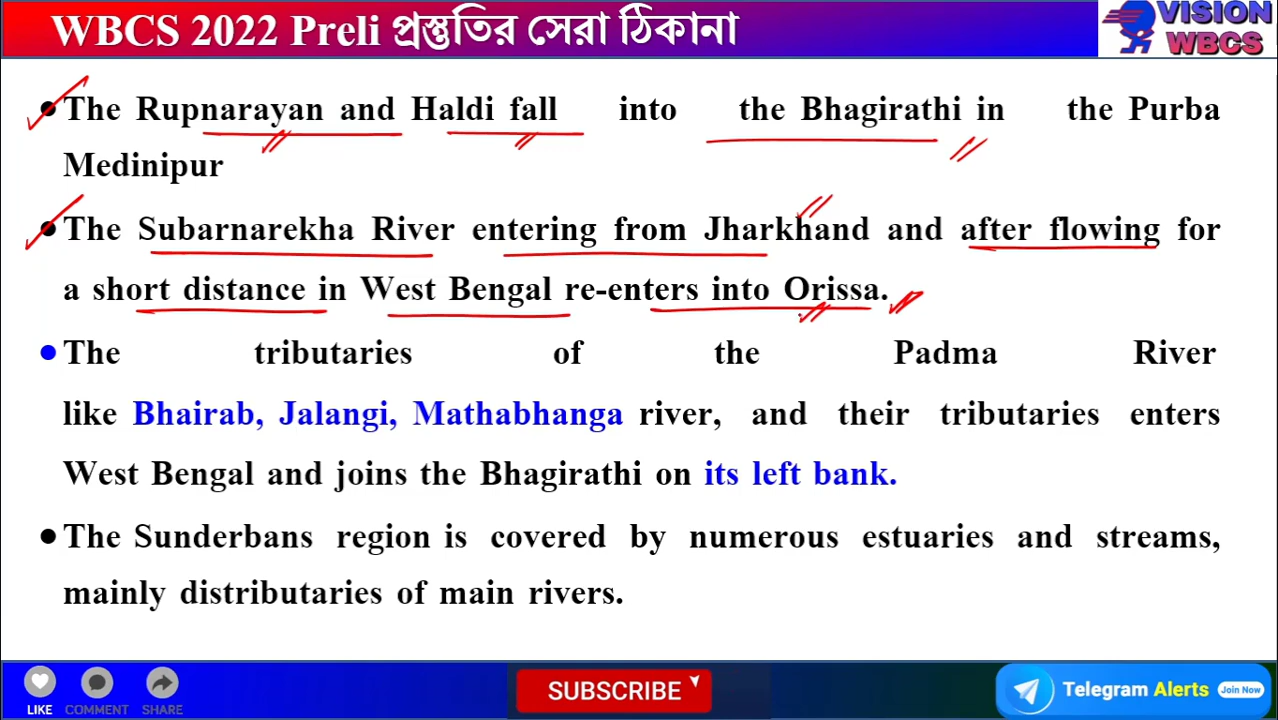 WBCS 2022 Preli প্রস্তুতির সেরা ঠিকানা
VISION
WBCS
● The Rupnarayan and Haldi fall into the Bhagirathi in the Purba
Medinipur
● The Subarnarekha River entering from Jharkhand and after flowing for
a short distance in West Bengal re-enters into Orissa.
● The tributaries of the Padma River
like Bhairab, Jalangi, Mathabhanga river, and their tributaries enters
West Bengal and joins the Bhagirathi on its left bank.
● The Sunderbans region is covered by numerous estuaries and streams,
mainly distributaries of main rivers.
LIKE COMMENT SHARE
SUBSCRIBE
Telegram Alerts Join Now